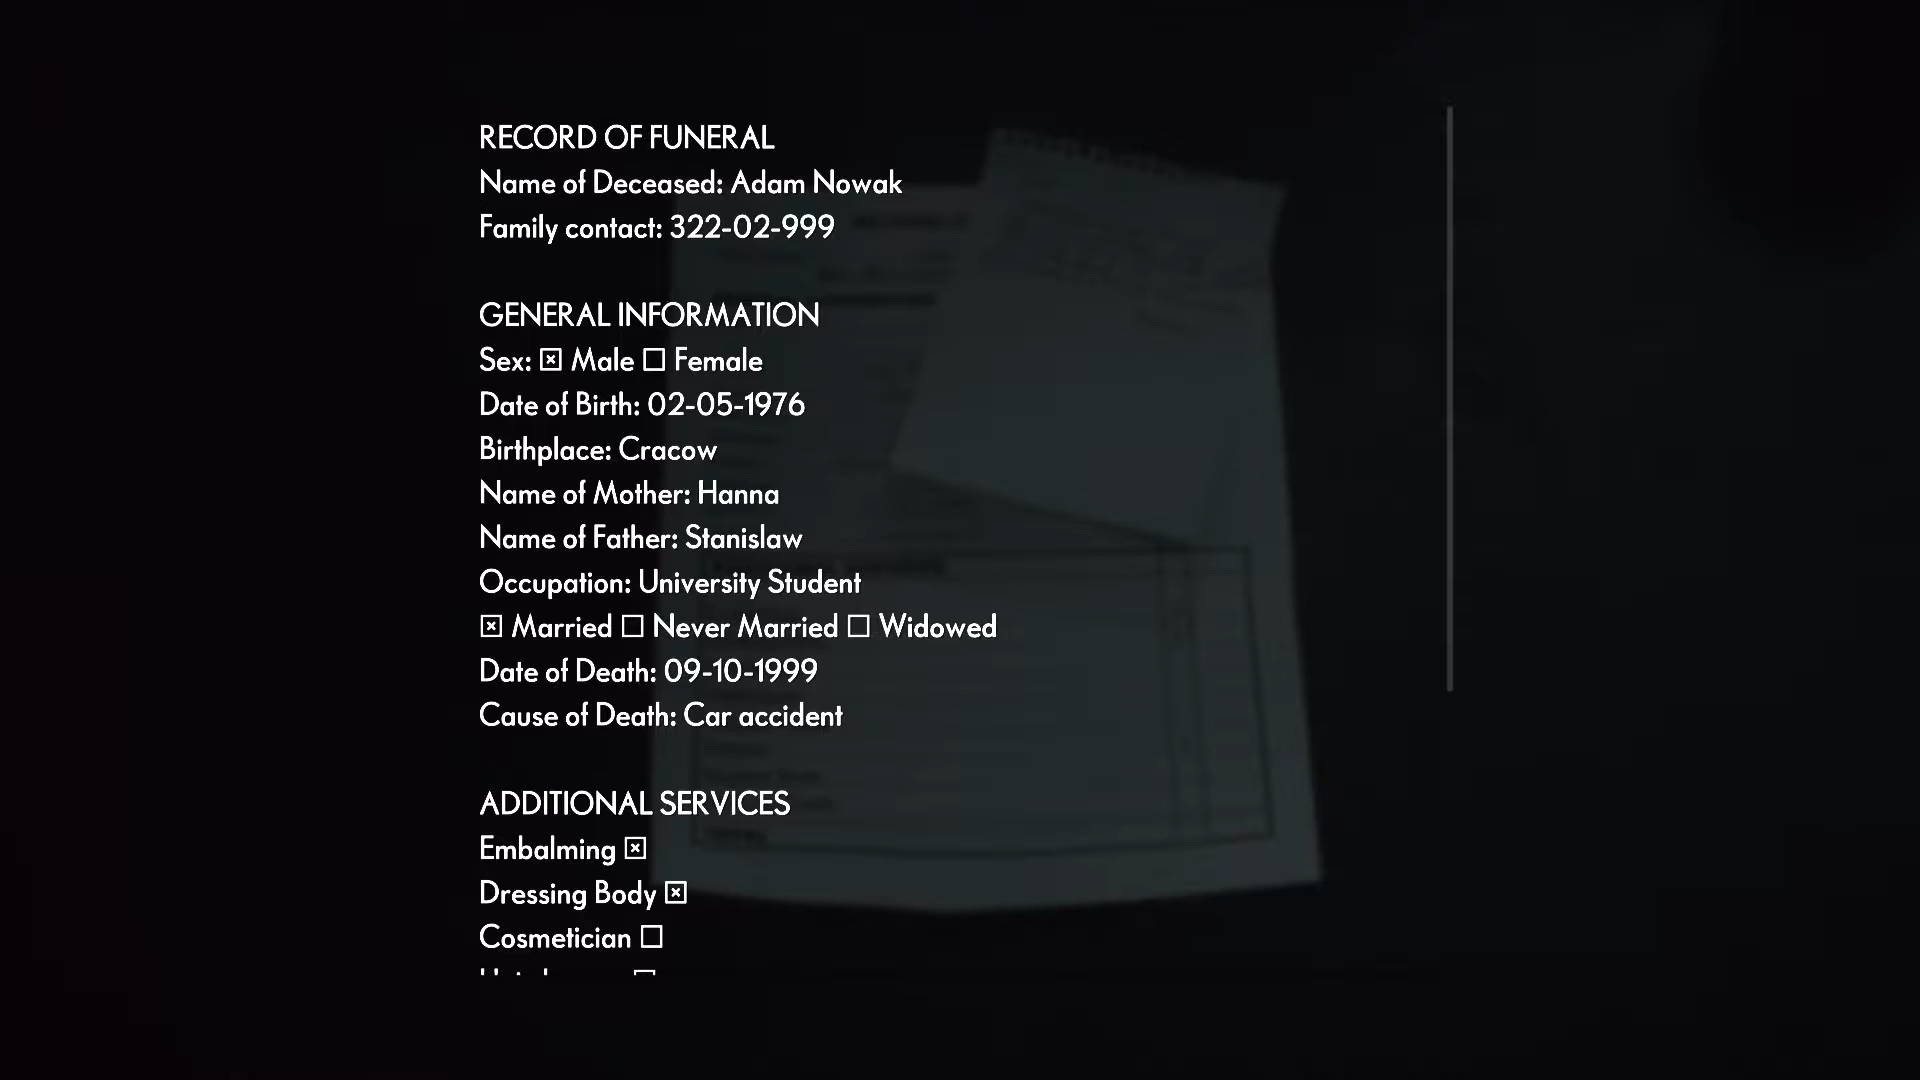 RECORD OF FUNERAL
Name of Deceased: Adam Nowak
Family contact: 322-02-999
GENERAL INFORMATION
Sex: ☒ Male ☐ Female
Date of Birth: 02-05-1976
Birthplace: Cracow
Name of Mother: Hanna
Name of Father: Stanislaw
Occupation: University Student
☒ Married ☐ Never Married ☐ Widowed
Date of Death: 09-10-1999
Cause of Death: Car accident
ADDITIONAL SERVICES
Embalming ☒
Dressing Body ☒
Cosmetician ☐